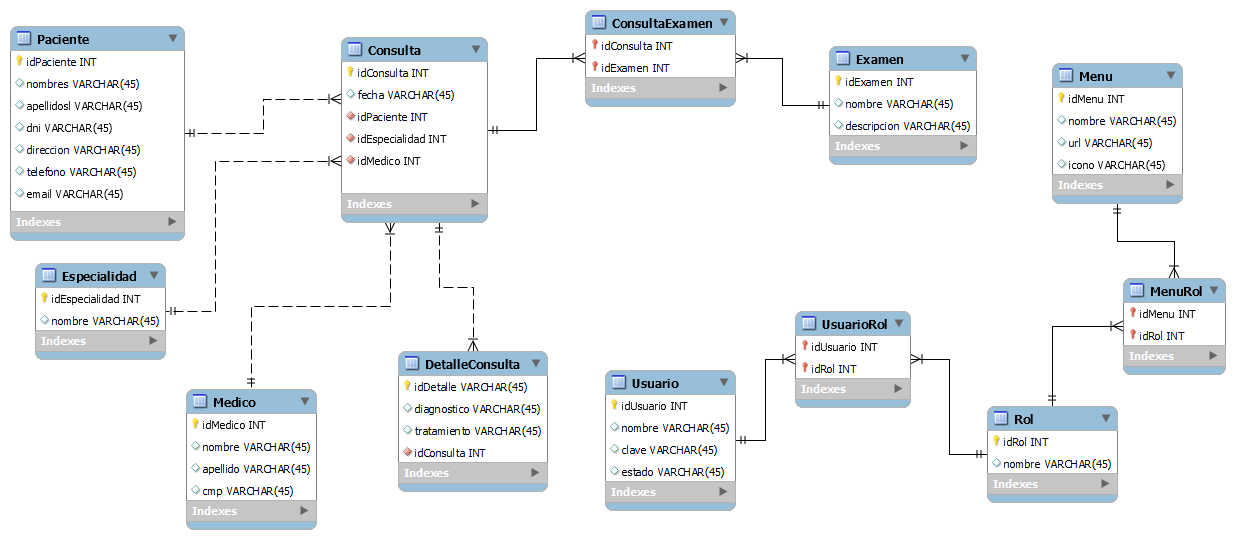 Paciente
idPaciente INT
nombres VARCHAR(45)
apellidosl VARCHAR(45)
dni VARCHAR(45)
direccion VARCHAR(45)
telefono VARCHAR(45)
email VARCHAR(45)
Indexes
Consulta
idConsulta INT
fecha VARCHAR(45)
idPaciente INT
idEspecialidad INT
idMedico INT
Indexes
ConsultaExamen
idConsulta INT
idExamen INT
Indexes
Examen
idExamen INT
nombre VARCHAR(45)
descripcion VARCHAR(45)
Indexes
Menu
idMenu INT
nombre VARCHAR(45)
url VARCHAR(45)
icono VARCHAR(45)
Indexes
Especialidad
idEspecialidad INT
nombre VARCHAR(45)
Indexes
Medico
idMedico INT
nombre VARCHAR(45)
apellido VARCHAR(45)
cmp VARCHAR(45)
Indexes
DetalleConsulta
idDetalle VARCHAR(45)
diagnostico VARCHAR(45)
tratamiento VARCHAR(45)
idConsulta INT
Indexes
Usuario
idUsuario INT
nombre VARCHAR(45)
clave VARCHAR(45)
estado VARCHAR(45)
Indexes
UsuarioRol
idUsuario INT
idRol INT
Indexes
MenuRol
idMenu INT
idRol INT
Indexes
Rol
idRol INT
nombre VARCHAR(45)
Indexes